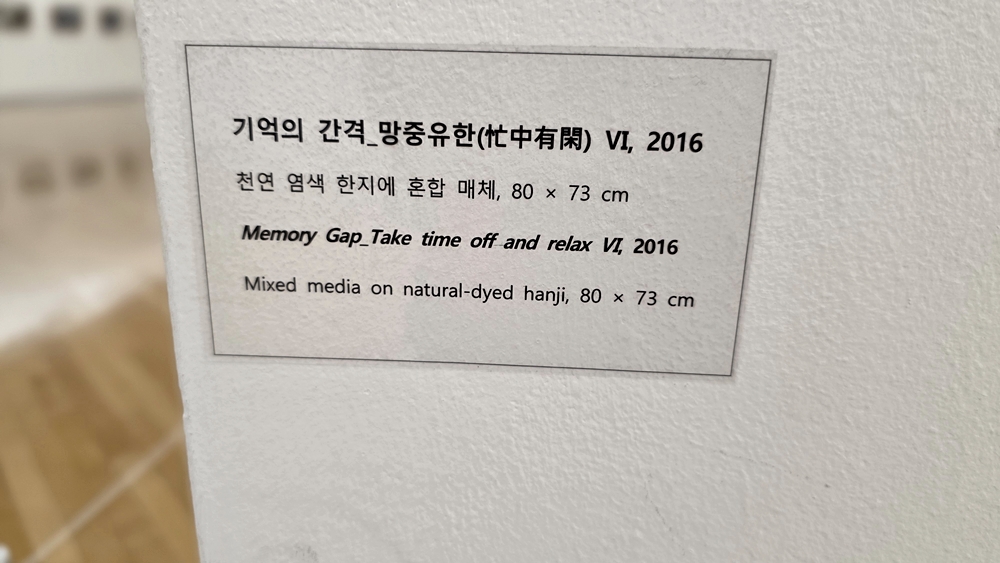 기억의 간격_망중유한(忙中有閑) Ⅵ, 2016
천연 염색 한지에 혼합 매체, 80 × 73 cm
Memory Gap_Take time off and relax Ⅵ, 2016
Mixed media on natural-dyed hanji, 80 × 73 cm